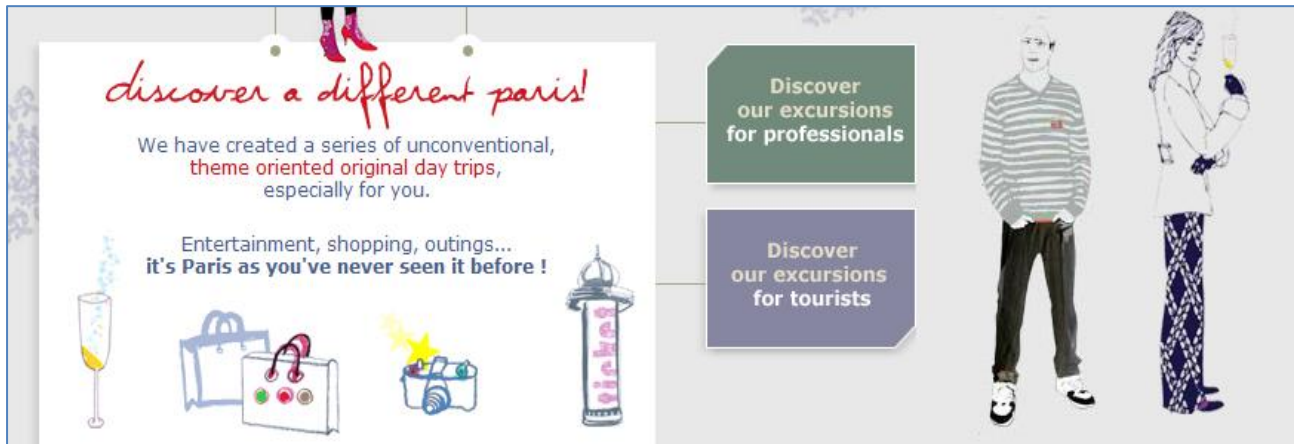 discover a different paris!
We have created a series of unconventional,
theme oriented original day trips,
especially for you.
Entertainment, shopping, outings...
it's Paris as you've never seen it before !
Discover
our excursions
for professionals
Discover
our excursions
for tourists